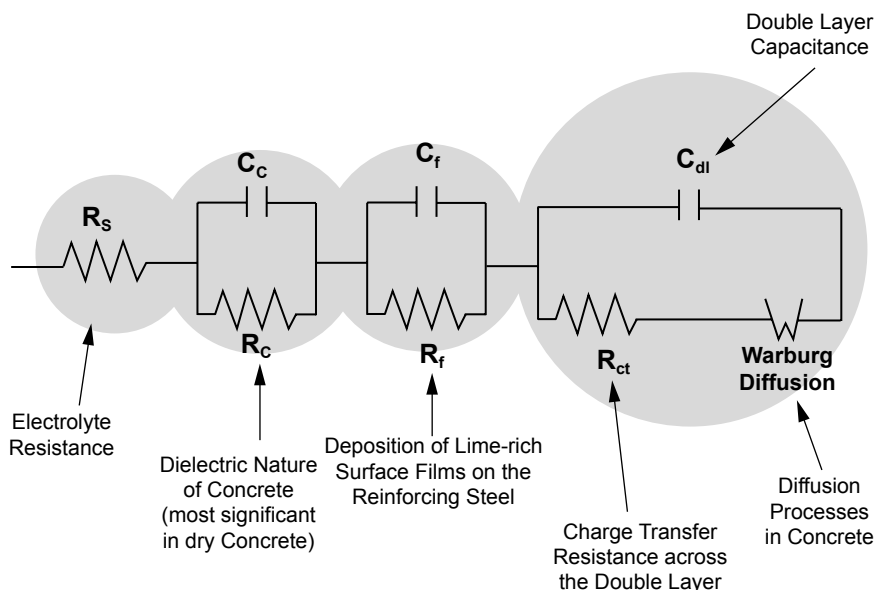 Double Layer
Capacitance
C_C
C_f
C_dl
R_S
R_C
R_f
R_ct
Warburg
Diffusion
Electrolyte
Resistance
Dielectric Nature
of Concrete
(most significant
in dry Concrete)
Deposition of Lime-rich
Surface Films on the
Reinforcing Steel
Charge Transfer
Resistance across
the Double Layer
Diffusion
Processes
in Concrete